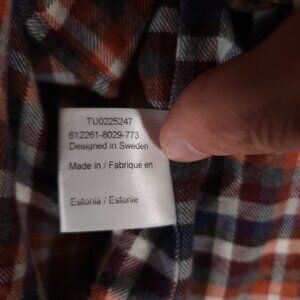 TU0225247
612261-8029-773
Designed in Sweden
Made in / Fabriqué en
Estonia / Estonie